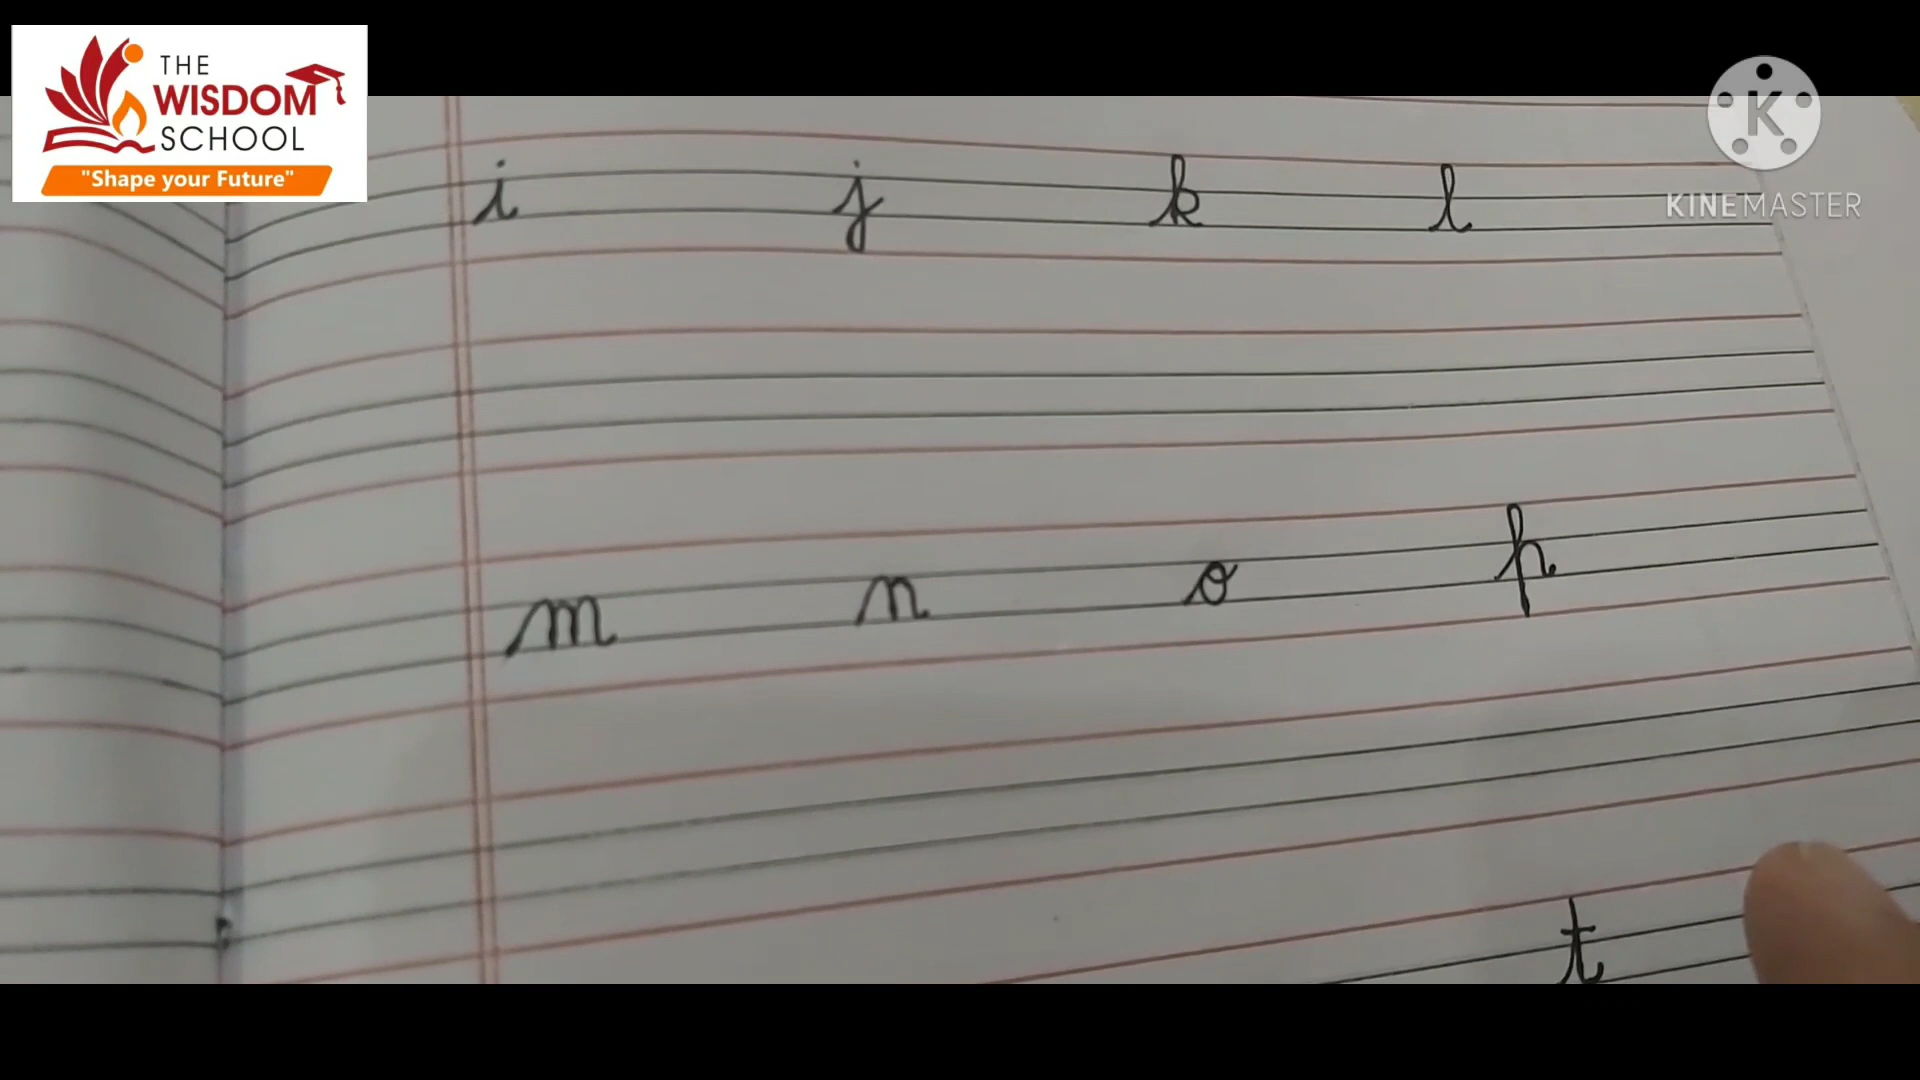 THE
WISDOM
SCHOOL
"Shape your Future"
K
KINEMASTER
i j k l
m n o p
t